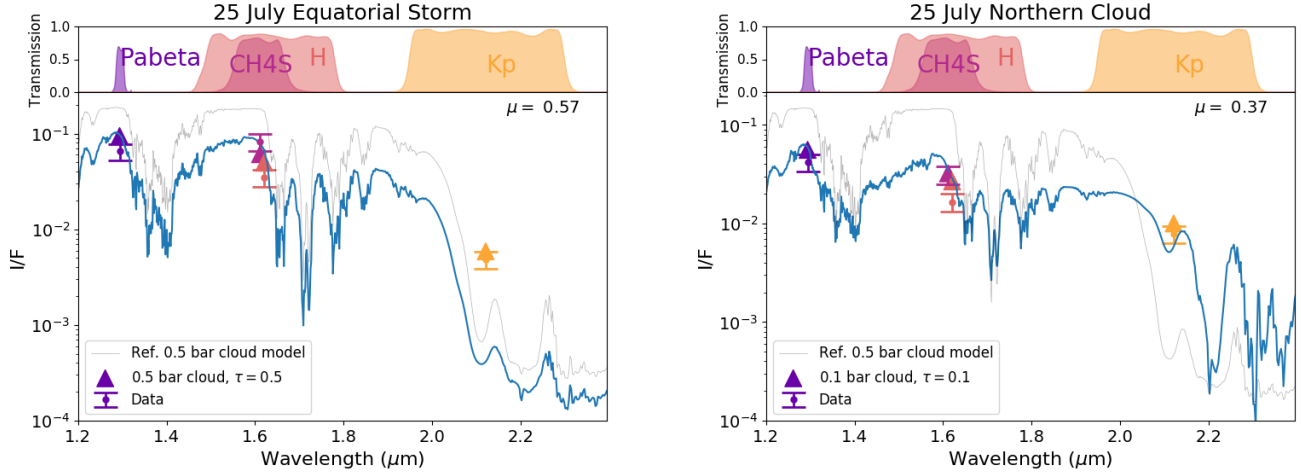 25 July Equatorial Storm
1.0
0.5
0.0
Transmission
Pabeta
CH4S
H
Kp
μ = 0.57
10⁻¹
10⁻²
10⁻³
10⁻⁴
I/F
Ref. 0.5 bar cloud model
0.5 bar cloud, τ = 0.5
Data
1.2 1.4 1.6 1.8 2.0 2.2
Wavelength (μm)
25 July Northern Cloud
1.0
0.5
0.0
Transmission
Pabeta
CH4S
H
Kp
μ = 0.37
10⁻¹
10⁻²
10⁻³
10⁻⁴
I/F
Ref. 0.5 bar cloud model
0.1 bar cloud, τ = 0.1
Data
1.2 1.4 1.6 1.8 2.0 2.2
Wavelength (μm)